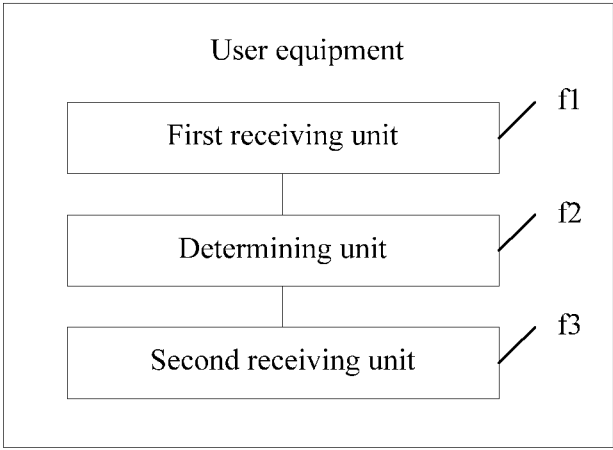 User equipment
First receiving unit
f1
Determining unit
f2
Second receiving unit
f3